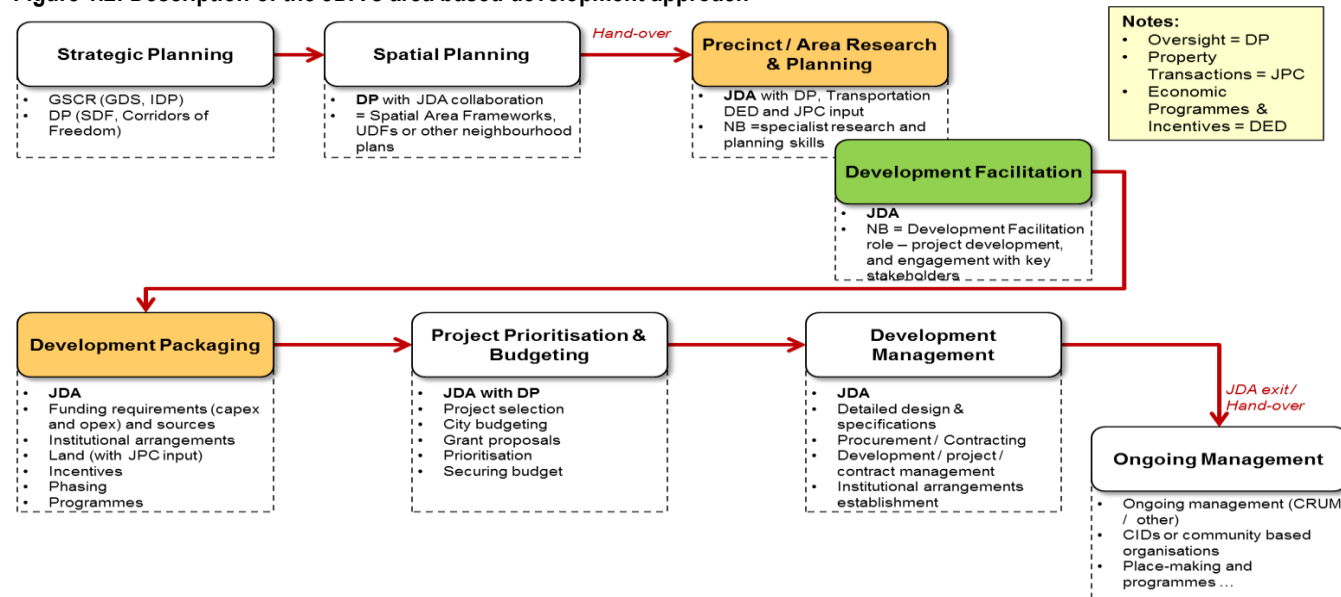 Strategic Planning
• GSCR (GDS, IDP)
• DP (SDF, Corridors of
Freedom)
Spatial Planning
• DP with JDA collaboration
• = Spatial Area Frameworks,
UDFs or other neighbourhood
plans
Hand-over
Precinct / Area Research
& Planning
• JDA with DP, Transportation
DED and JPC input
• NB =specialist research and
planning skills
Notes:
• Oversight = DP
• Property
Transactions = JPC
• Economic
Programmes &
Incentives = DED
Development Facilitation
• JDA
• NB = Development Facilitation
role – project development,
and engagement with key
stakeholders
Development Packaging
• JDA
• Funding requirements (capex
and opex) and sources
• Institutional arrangements
• Land (with JPC input)
• Incentives
• Phasing
• Programmes
Project Prioritisation &
Budgeting
• JDA with DP
• Project selection
• City budgeting
• Grant proposals
• Prioritisation
• Securing budget
Development
Management
• JDA
• Detailed design &
specifications
• Procurement / Contracting
• Development / project /
contract management
• Institutional arrangements
establishment
JDA exit /
Hand-over
Ongoing Management
• Ongoing management (CRUM
/ other)
• CIDs or community based
organisations
• Place-making and
programmes ...